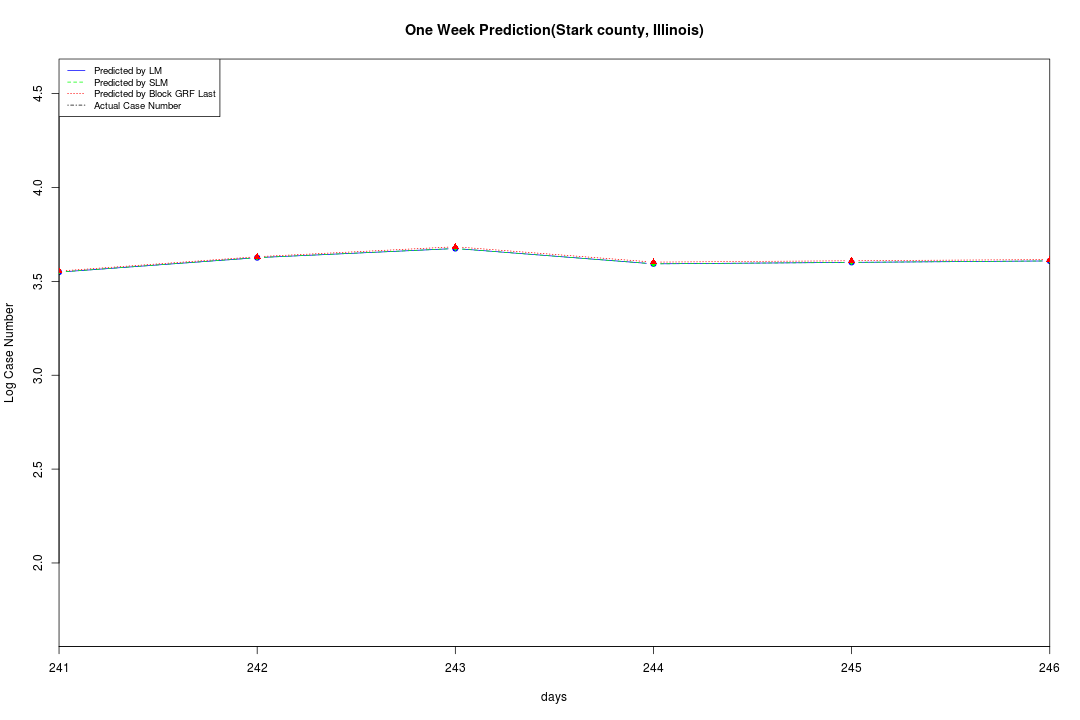 One Week Prediction(Stark county, Illinois)
Predicted by LM
Predicted by SLM
Predicted by Block GRF Last
Actual Case Number
Log Case Number
4.5
4.0
3.5
3.0
2.5
2.0
241 242 243 244 245 246
days